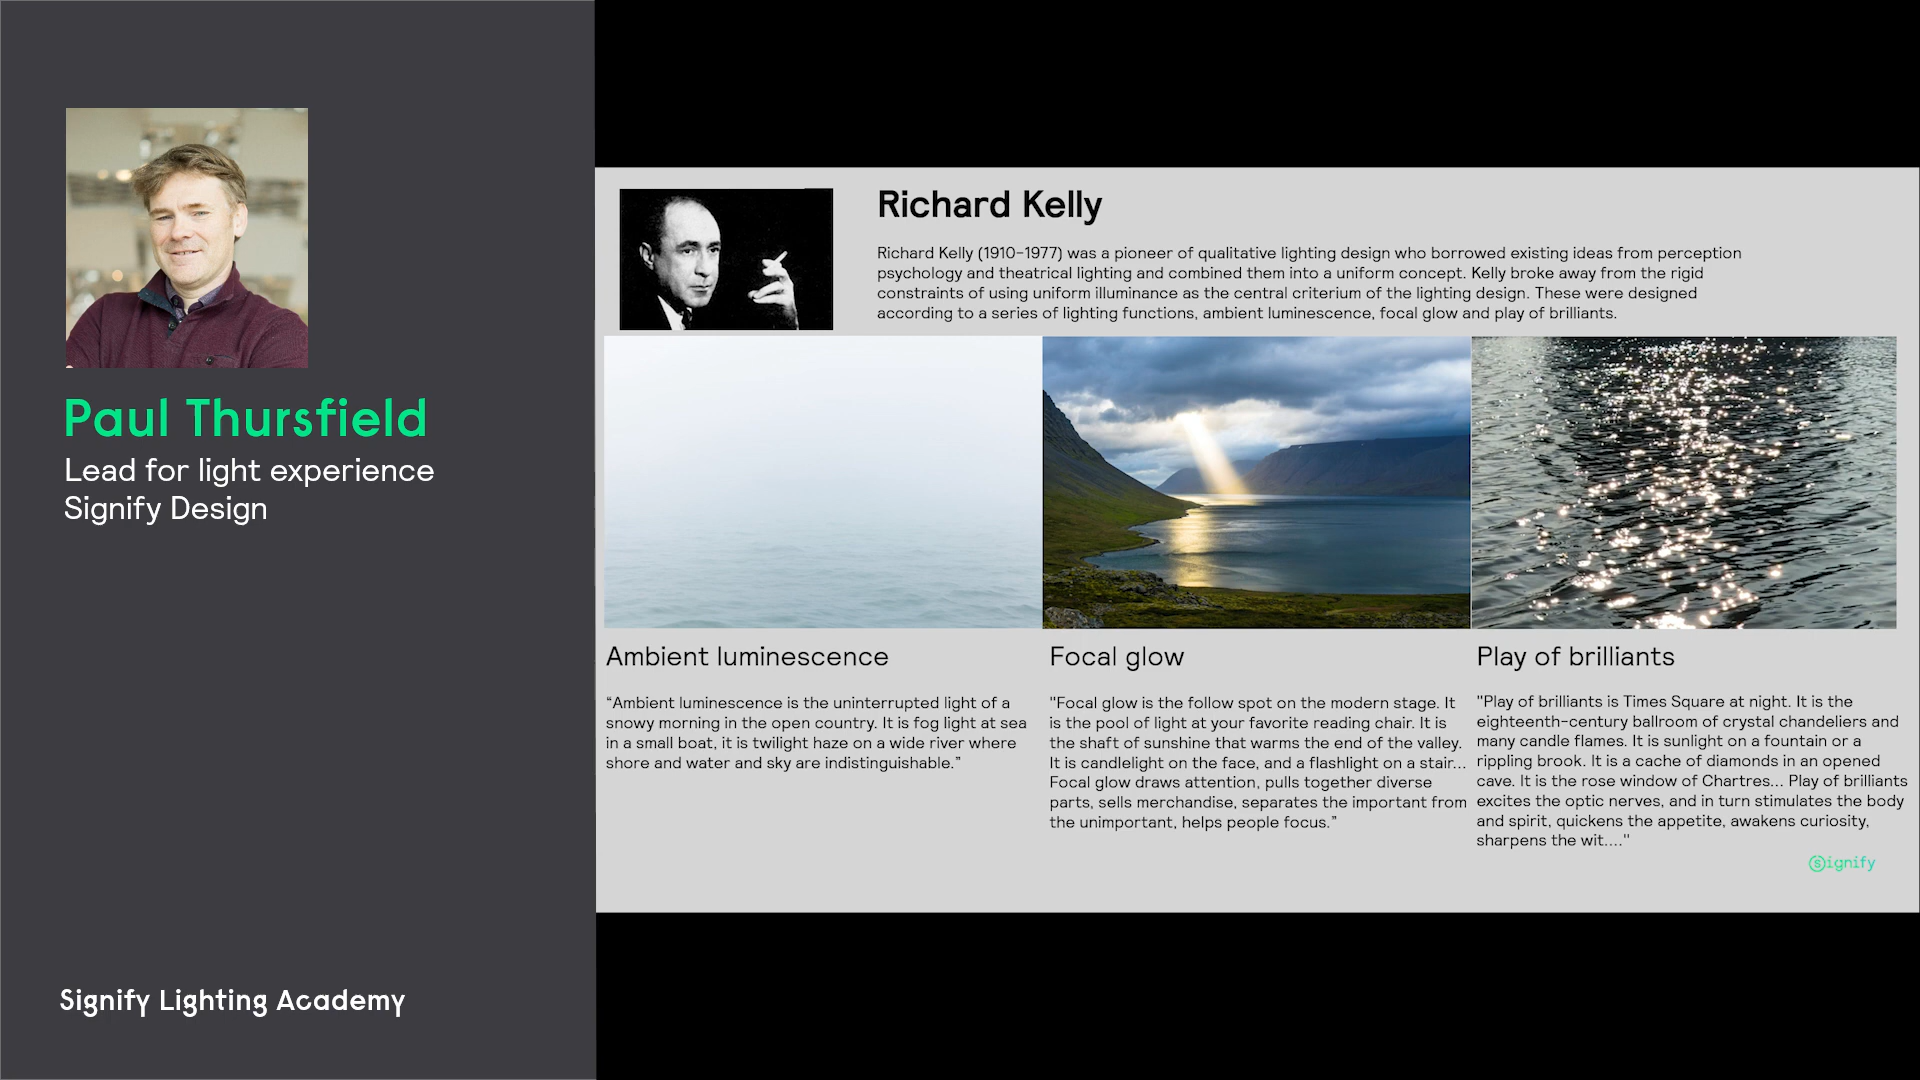 Paul Thursfield
Lead for light experience
Signify Design
Signify Lighting Academy
Richard Kelly
Richard Kelly (1910-1977) was a pioneer of qualitative lighting design who borrowed existing ideas from perception
psychology and theatrical lighting and combined them into a uniform concept. Kelly broke away from the rigid
constraints of using uniform illuminance as the central criterium of the lighting design. These were designed
according to a series of lighting functions, ambient luminescence, focal glow and play of brilliants.
Ambient luminescence
“Ambient luminescence is the uninterrupted light of a
snowy morning in the open country. It is fog light at sea
in a small boat, it is twilight haze on a wide river where
shore and water and sky are indistinguishable.”
Focal glow
"Focal glow is the follow spot on the modern stage. It
is the pool of light at your favorite reading chair. It is
the shaft of sunshine that warms the end of the valley.
It is candlelight on the face, and a flashlight on a stair...
Focal glow draws attention, pulls together diverse
parts, sells merchandise, separates the important from
the unimportant, helps people focus.”
Play of brilliants
"Play of brilliants is Times Square at night. It is the
eighteenth-century ballroom of crystal chandeliers and
many candle flames. It is sunlight on a fountain or a
rippling brook. It is a cache of diamonds in an opened
cave. It is the rose window of Chartres... Play of brilliants
excites the optic nerves, and in turn stimulates the body
and spirit, quickens the appetite, awakens curiosity,
sharpens the wit...."
signify